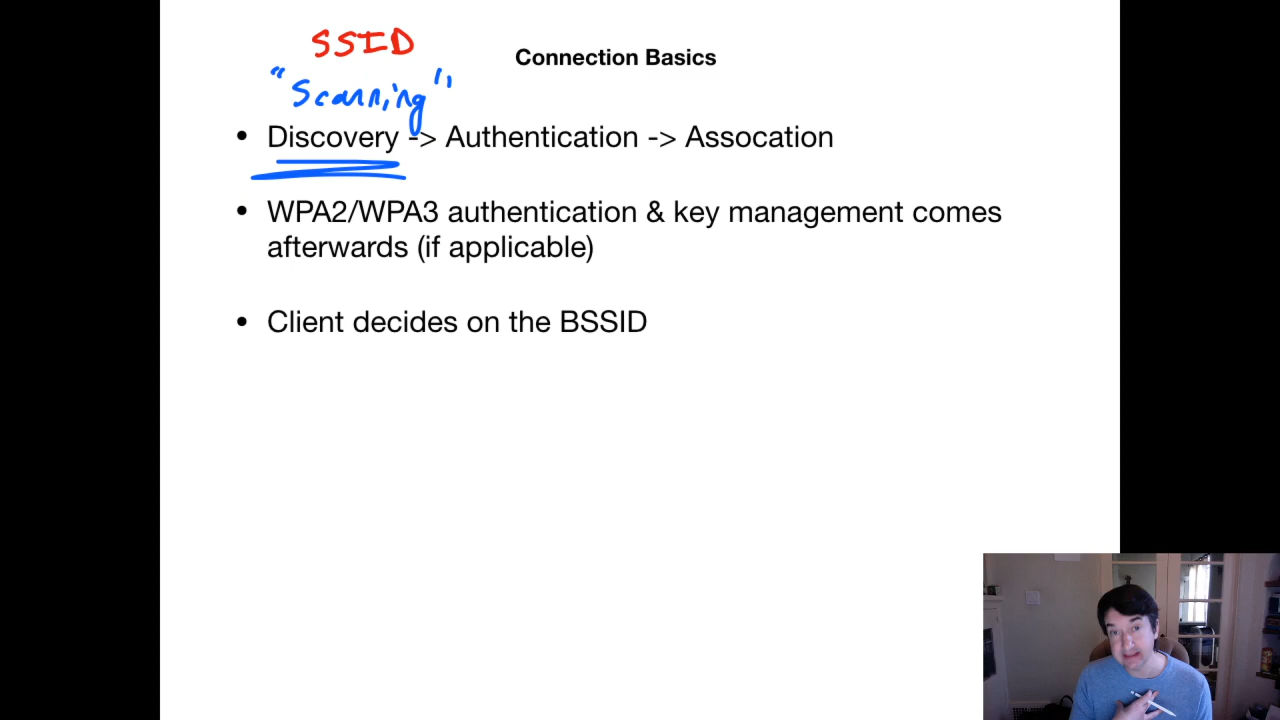 SSID
Connection Basics
"Scanning"
• Discovery -> Authentication -> Assocation
• WPA2/WPA3 authentication & key management comes
afterwards (if applicable)
• Client decides on the BSSID